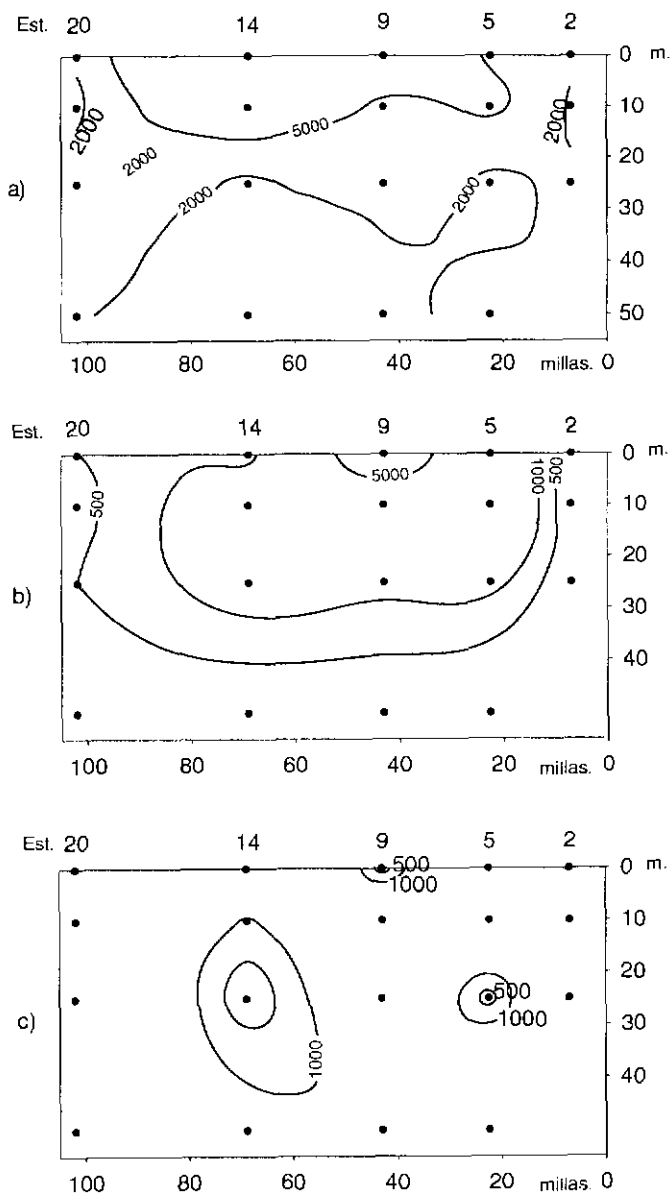 Est. 20 14 9 5 2
0 m.
2000 10
5000 2000
2000 20
a) 2000 2000 30
40
50
100 80 60 40 20 millas. 0
Est. 20 14 9 5 2
0 m.
500 5000 1000 500
10
20
b) 30
40
100 80 60 40 20 millas. 0
Est. 20 14 9 5 2
500 0 m.
1000
10
20
500
c) 1000 30
1000 40
100 80 60 40 20 millas. 0